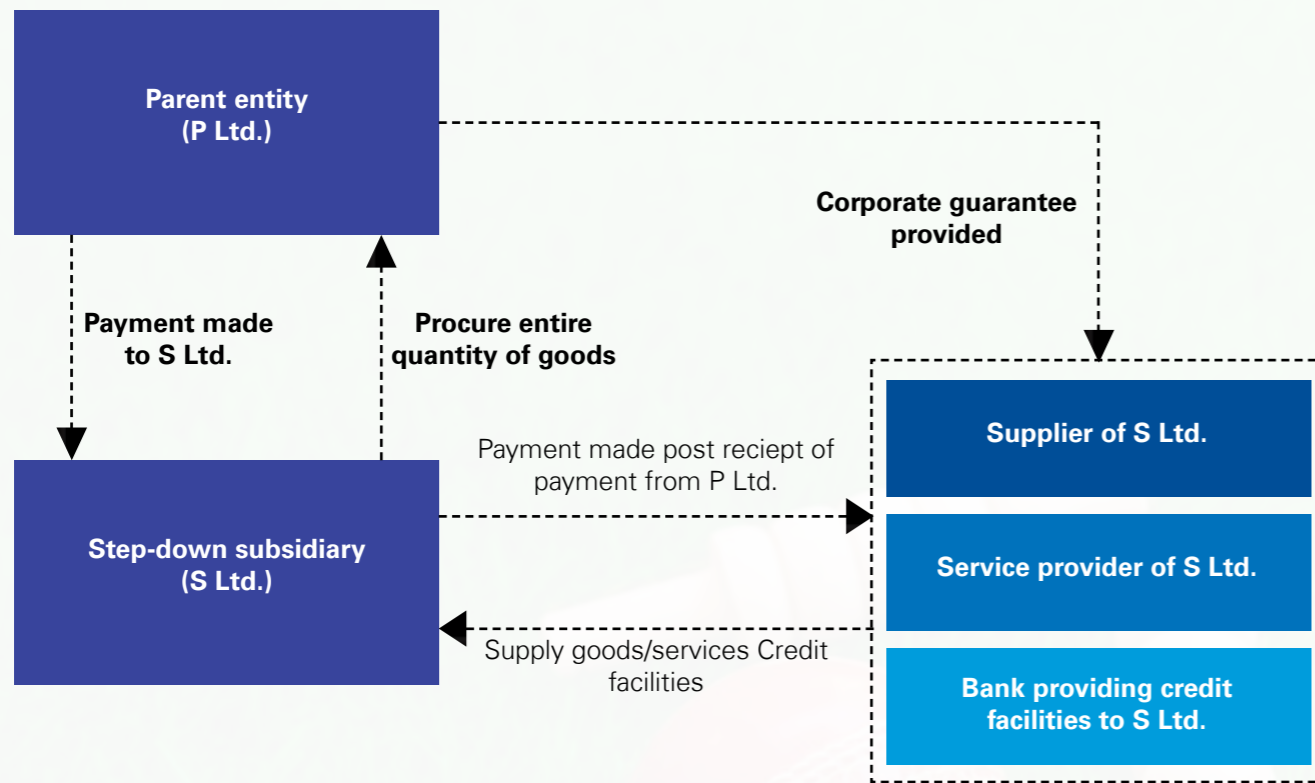 Parent entity
(P Ltd.)
Corporate guarantee
provided
Payment made
to S Ltd.
Procure entire
quantity of goods
Supplier of S Ltd.
Payment made post reciept of
payment from P Ltd.
Step-down subsidiary
(S Ltd.)
Service provider of S Ltd.
Supply goods/services Credit
facilities
Bank providing credit
facilities to S Ltd.